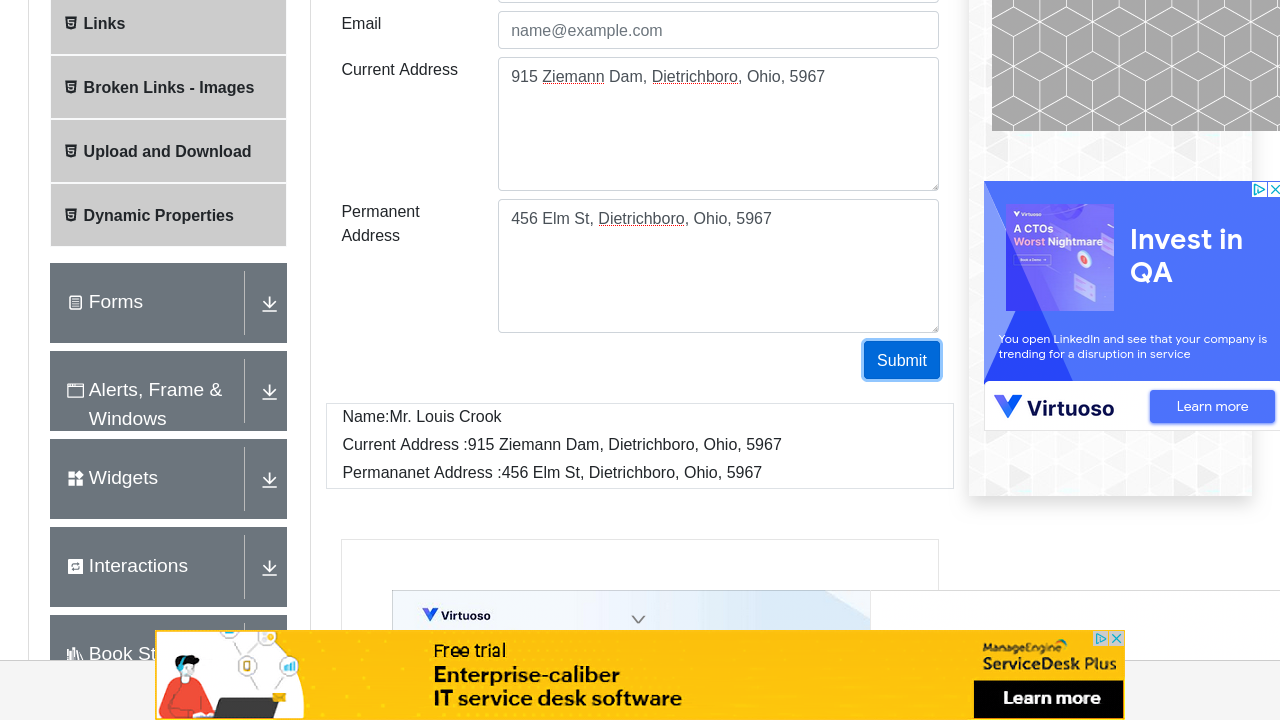 Links
Broken Links - Images
Upload and Download
Dynamic Properties
Forms
Alerts, Frame &
Windows
Widgets
Interactions
Book St
Email
name@example.com
Current Address
915 Ziemann Dam, Dietrichboro, Ohio, 5967
Permanent
Address
456 Elm St, Dietrichboro, Ohio, 5967
Submit
Name:Mr. Louis Crook
Current Address :915 Ziemann Dam, Dietrichboro, Ohio, 5967
Permananet Address :456 Elm St, Dietrichboro, Ohio, 5967
Virtuoso
Virtuoso
A CTOs
Worst Nightmare
Invest in
QA
You open LinkedIn and see that your company is
trending for a disruption in service
Virtuoso
Learn more
Free trial
Enterprise-caliber
IT service desk software
ManageEngine
ServiceDesk Plus
Learn more